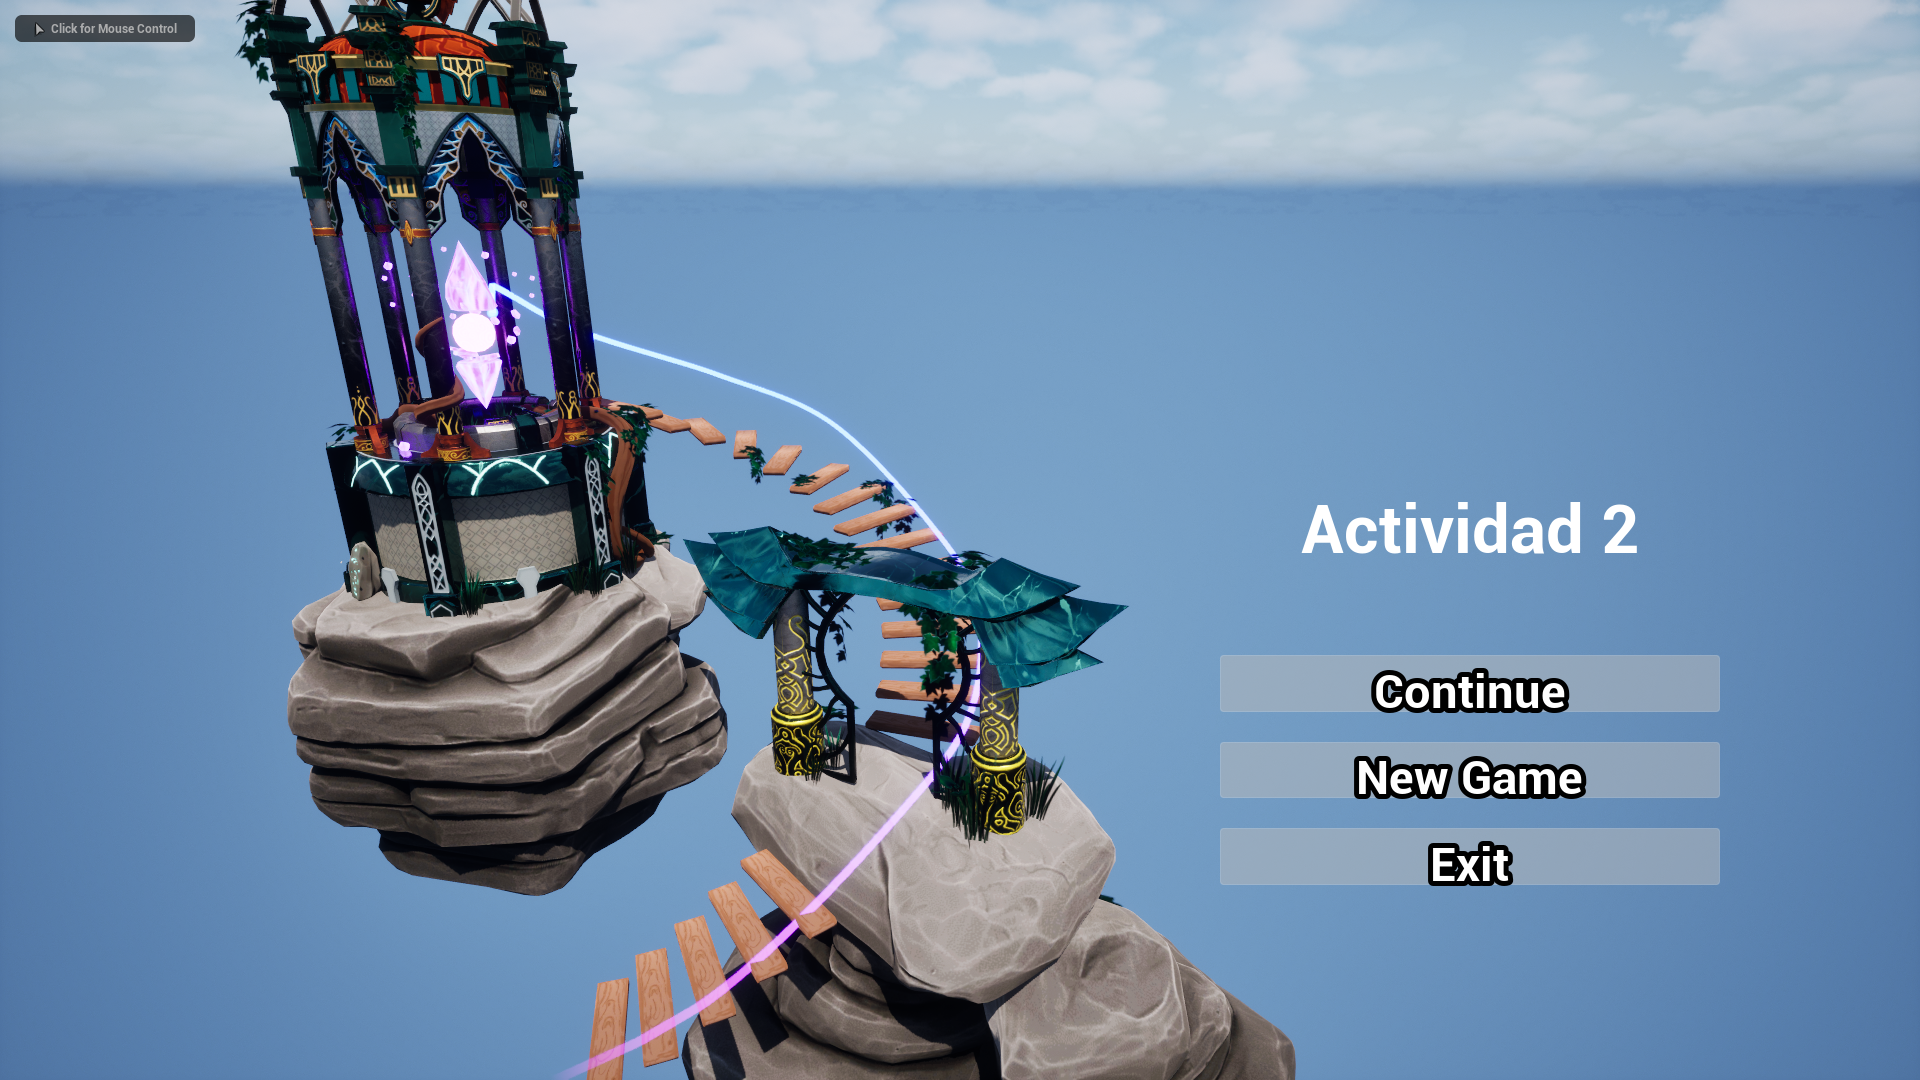 Click for Mouse Control
Actividad 2
Continue
New Game
Exit